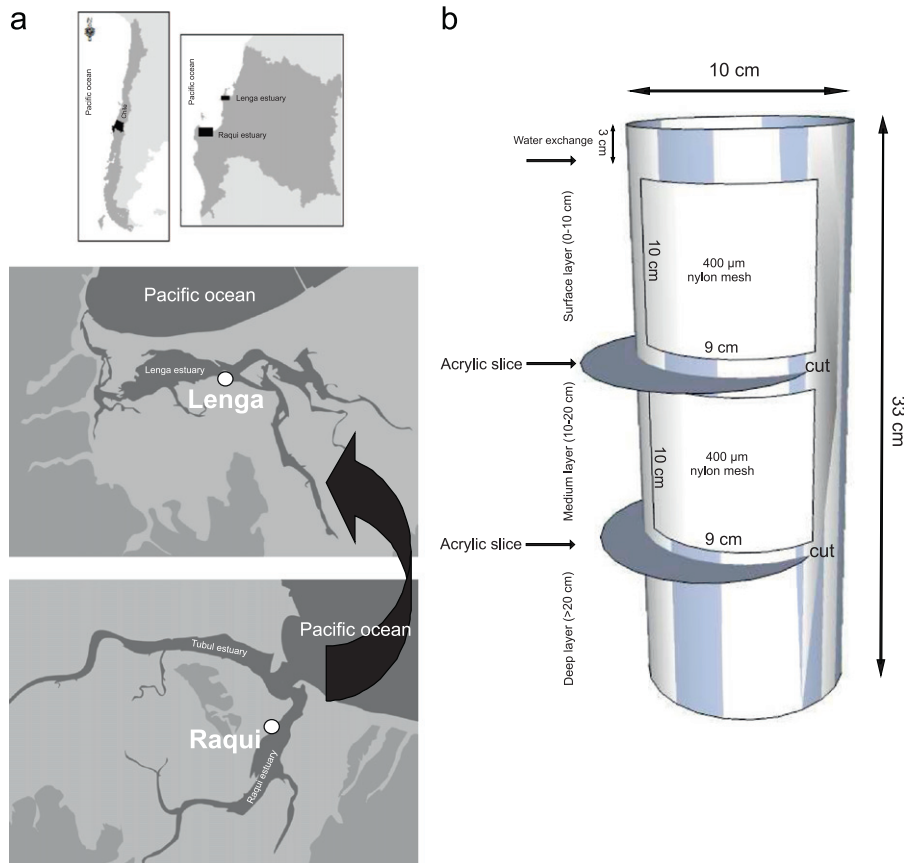 a
Pacific ocean
Chile
Pacific ocean
Lenga estuary
Raqui estuary
Pacific ocean
Lenga estuary
Lenga
Pacific ocean
Tubul estuary
Raqui
Raqui estuary
b
10 cm
Water exchange
3 cm
Surface layer (0-10 cm)
10 cm
400 µm
nylon mesh
9 cm
Acrylic slice
cut
Medium layer (10-20 cm)
10 cm
400 µm
nylon mesh
9 cm
Acrylic slice
cut
Deep layer (>20 cm)
33 cm